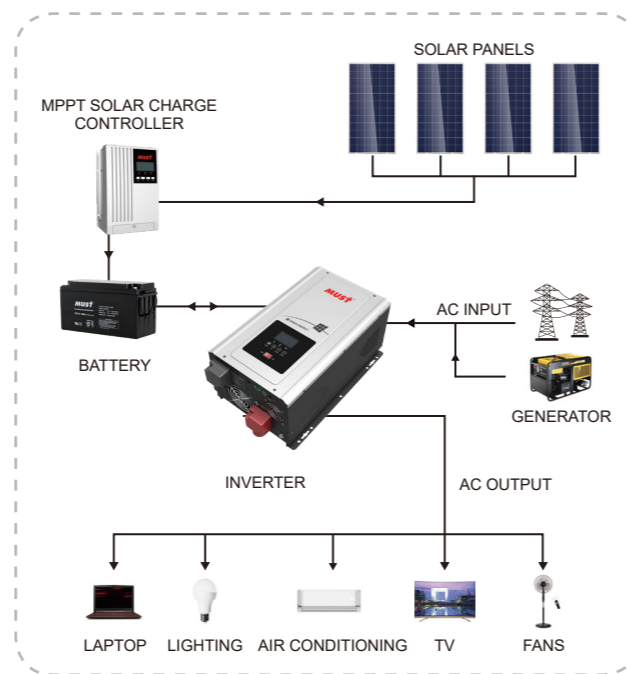 SOLAR PANELS
MPPT SOLAR CHARGE
CONTROLLER
MUST
MUST
BATTERY
MUST
AC INPUT
GENERATOR
INVERTER
AC OUTPUT
LAPTOP
LIGHTING
AIR CONDITIONING
TV
FANS